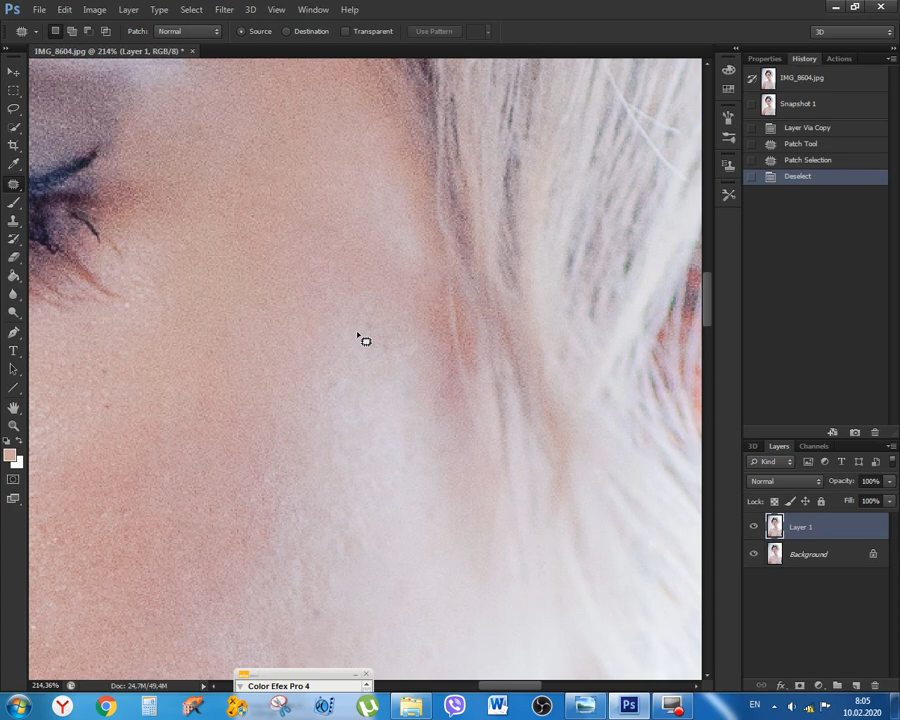 Ps File Edit Image Layer Type Select Filter 3D View Window Help
Patch: Normal Source Destination Transparent Use Pattern 3D
IMG_8604.jpg @ 214% (Layer 1, RGB/8) * ×
Properties History Actions
IMG_8604.jpg
Snapshot 1
Layer Via Copy
Patch Tool
Patch Selection
Deselect
3D Layers Channels
Kind
Normal Opacity: 100%
Lock: Fill: 100%
Layer 1
Background
214,36% Doc: 24,7M/49,4M
Color Efex Pro 4
EN 8:05
10.02.2020